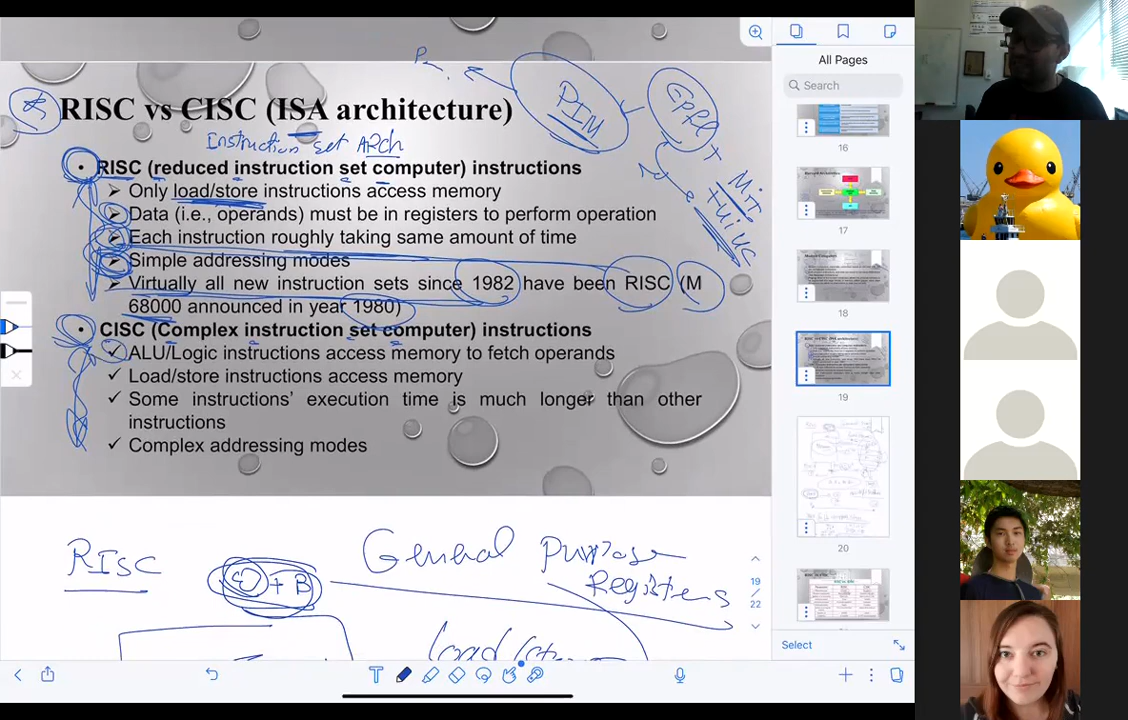 All Pages
Search
RISC vs CISC (ISA architecture)
Instruction set ARch
PIM
• RISC (reduced instruction set computer) instructions
➢ Only load/store instructions access memory
➢ Data (i.e., operands) must be in registers to perform operation
➢ Each instruction roughly taking same amount of time
➢ Simple addressing modes
➢ Virtually all new instruction sets since 1982 have been RISC (M
68000 announced in year 1980)
• CISC (Complex instruction set computer) instructions
✓ ALU/Logic instructions access memory to fetch operands
✓ Load/store instructions access memory
✓ Some instructions' execution time is much longer than other
instructions
✓ Complex addressing modes
RISC
+ B
General Purpose
Registers
16
17
18
19
20
19
/
22
Select